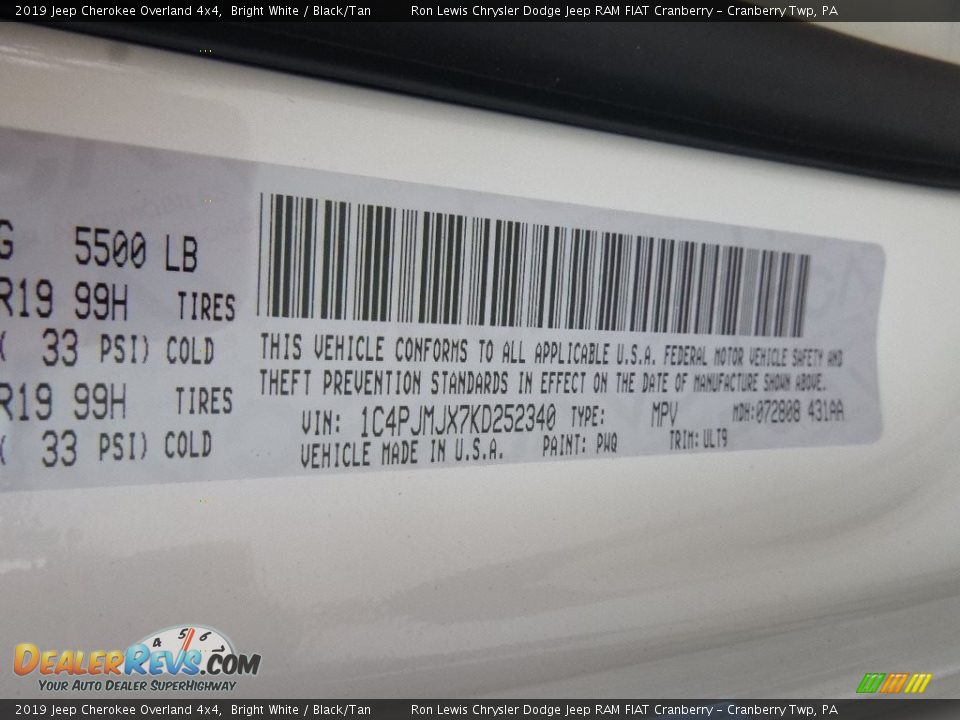 2019 Jeep Cherokee Overland 4x4, Bright White / Black/Tan Ron Lewis Chrysler Dodge Jeep RAM FIAT Cranberry – Cranberry Twp, PA
G 5500 LB
R19 99H TIRES
( 33 PSI) COLD
R19 99H TIRES
( 33 PSI) COLD
THIS VEHICLE CONFORMS TO ALL APPLICABLE U.S.A. FEDERAL MOTOR VEHICLE SAFETY AND
THEFT PREVENTION STANDARDS IN EFFECT ON THE DATE OF MANUFACTURE SHOWN ABOVE.
VIN: 1C4PJMJX7KD252340 TYPE: MPV MDH:072808 431AA
VEHICLE MADE IN U.S.A. PAINT: PWQ TRIM: ULT9
4 5 6
DEALERREVS.COM
YOUR AUTO DEALER SUPERHIGHWAY
2019 Jeep Cherokee Overland 4x4, Bright White / Black/Tan Ron Lewis Chrysler Dodge Jeep RAM FIAT Cranberry – Cranberry Twp, PA